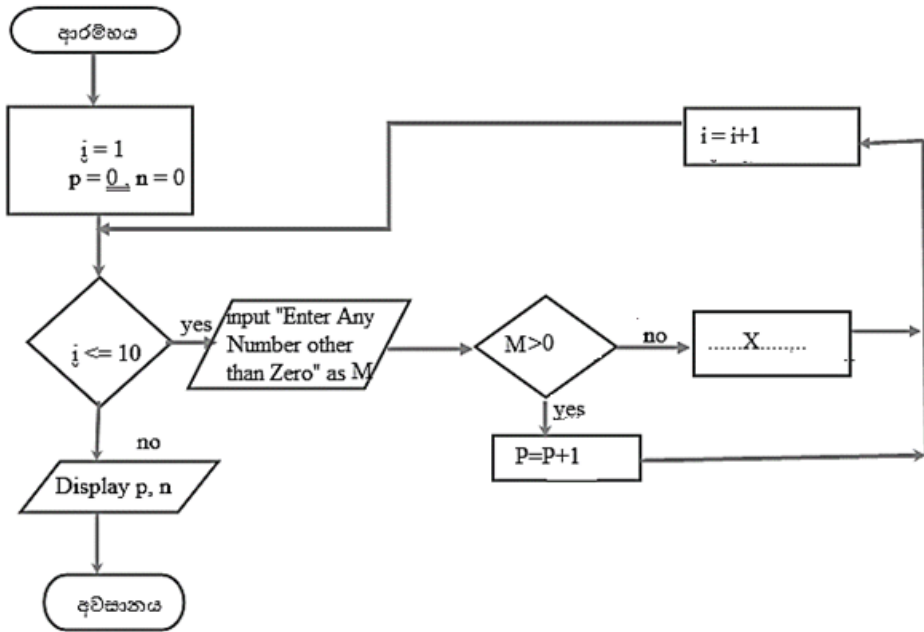 ආරම්භය
i = 1
p = 0 , n = 0
i = i+1
i <= 10
yes
input "Enter Any
Number other
than Zero" as M
M>0
no
......X........
yes
P=P+1
no
Display p, n
අවසානය